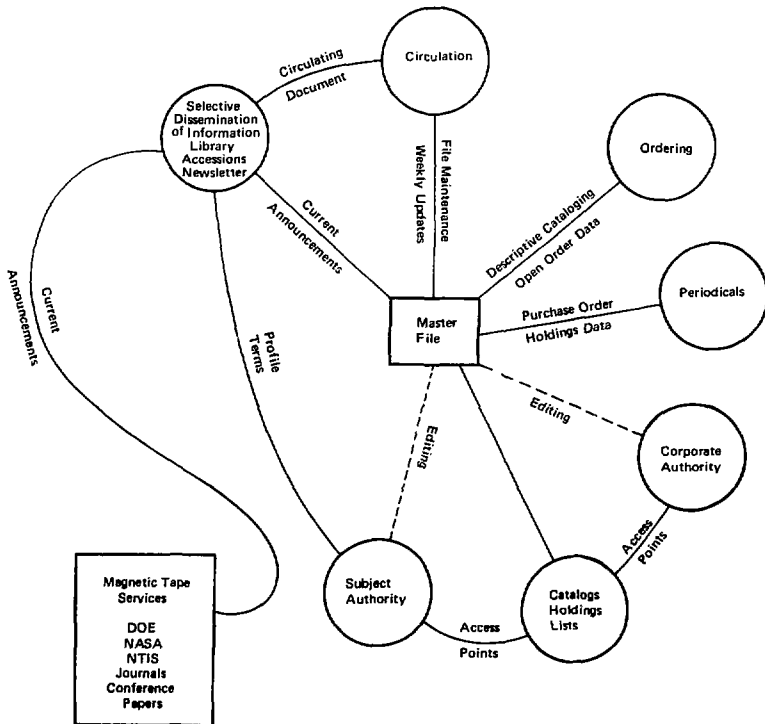 Circulating
Document
Circulation
Selective
Dissemination
of Information
Library
Accessions
Newsletter
Ordering
File Maintenance
Weekly Updates
Current
Announcements
Descriptive Cataloging
Open Order Data
Periodicals
Current
Announcements
Master
File
Purchase Order
Holdings Data
Profile
Terms
Editing
Editing
Corporate
Authority
Access
Points
Magnetic Tape
Services
DOE
NASA
NTIS
Journals
Conference
Papers
Subject
Authority
Access
Points
Catalogs
Holdings
Lists